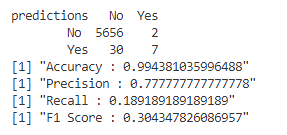 predictions No Yes
No 5656 2
Yes 30 7
[1] "Accuracy : 0.994381035996488"
[1] "Precision : 0.777777777777778"
[1] "Recall : 0.189189189189189"
[1] "F1 Score : 0.304347826086957"